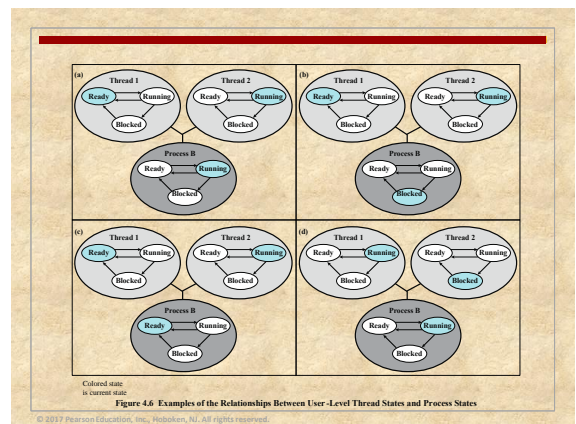 (a)
Thread 1
Ready Running
Blocked
Thread 2
Ready Running
Blocked
Process B
Ready Running
Blocked
(b)
Thread 1
Ready Running
Blocked
Thread 2
Ready Running
Blocked
Process B
Ready Running
Blocked
(c)
Thread 1
Ready Running
Blocked
Thread 2
Ready Running
Blocked
Process B
Ready Running
Blocked
(d)
Thread 1
Ready Running
Blocked
Thread 2
Ready Running
Blocked
Process B
Ready Running
Blocked
Colored state
is current state
Figure 4.6 Examples of the Relationships Between User -Level Thread States and Process States
© 2017 Pearson Education, Inc., Hoboken, NJ. All rights reserved.